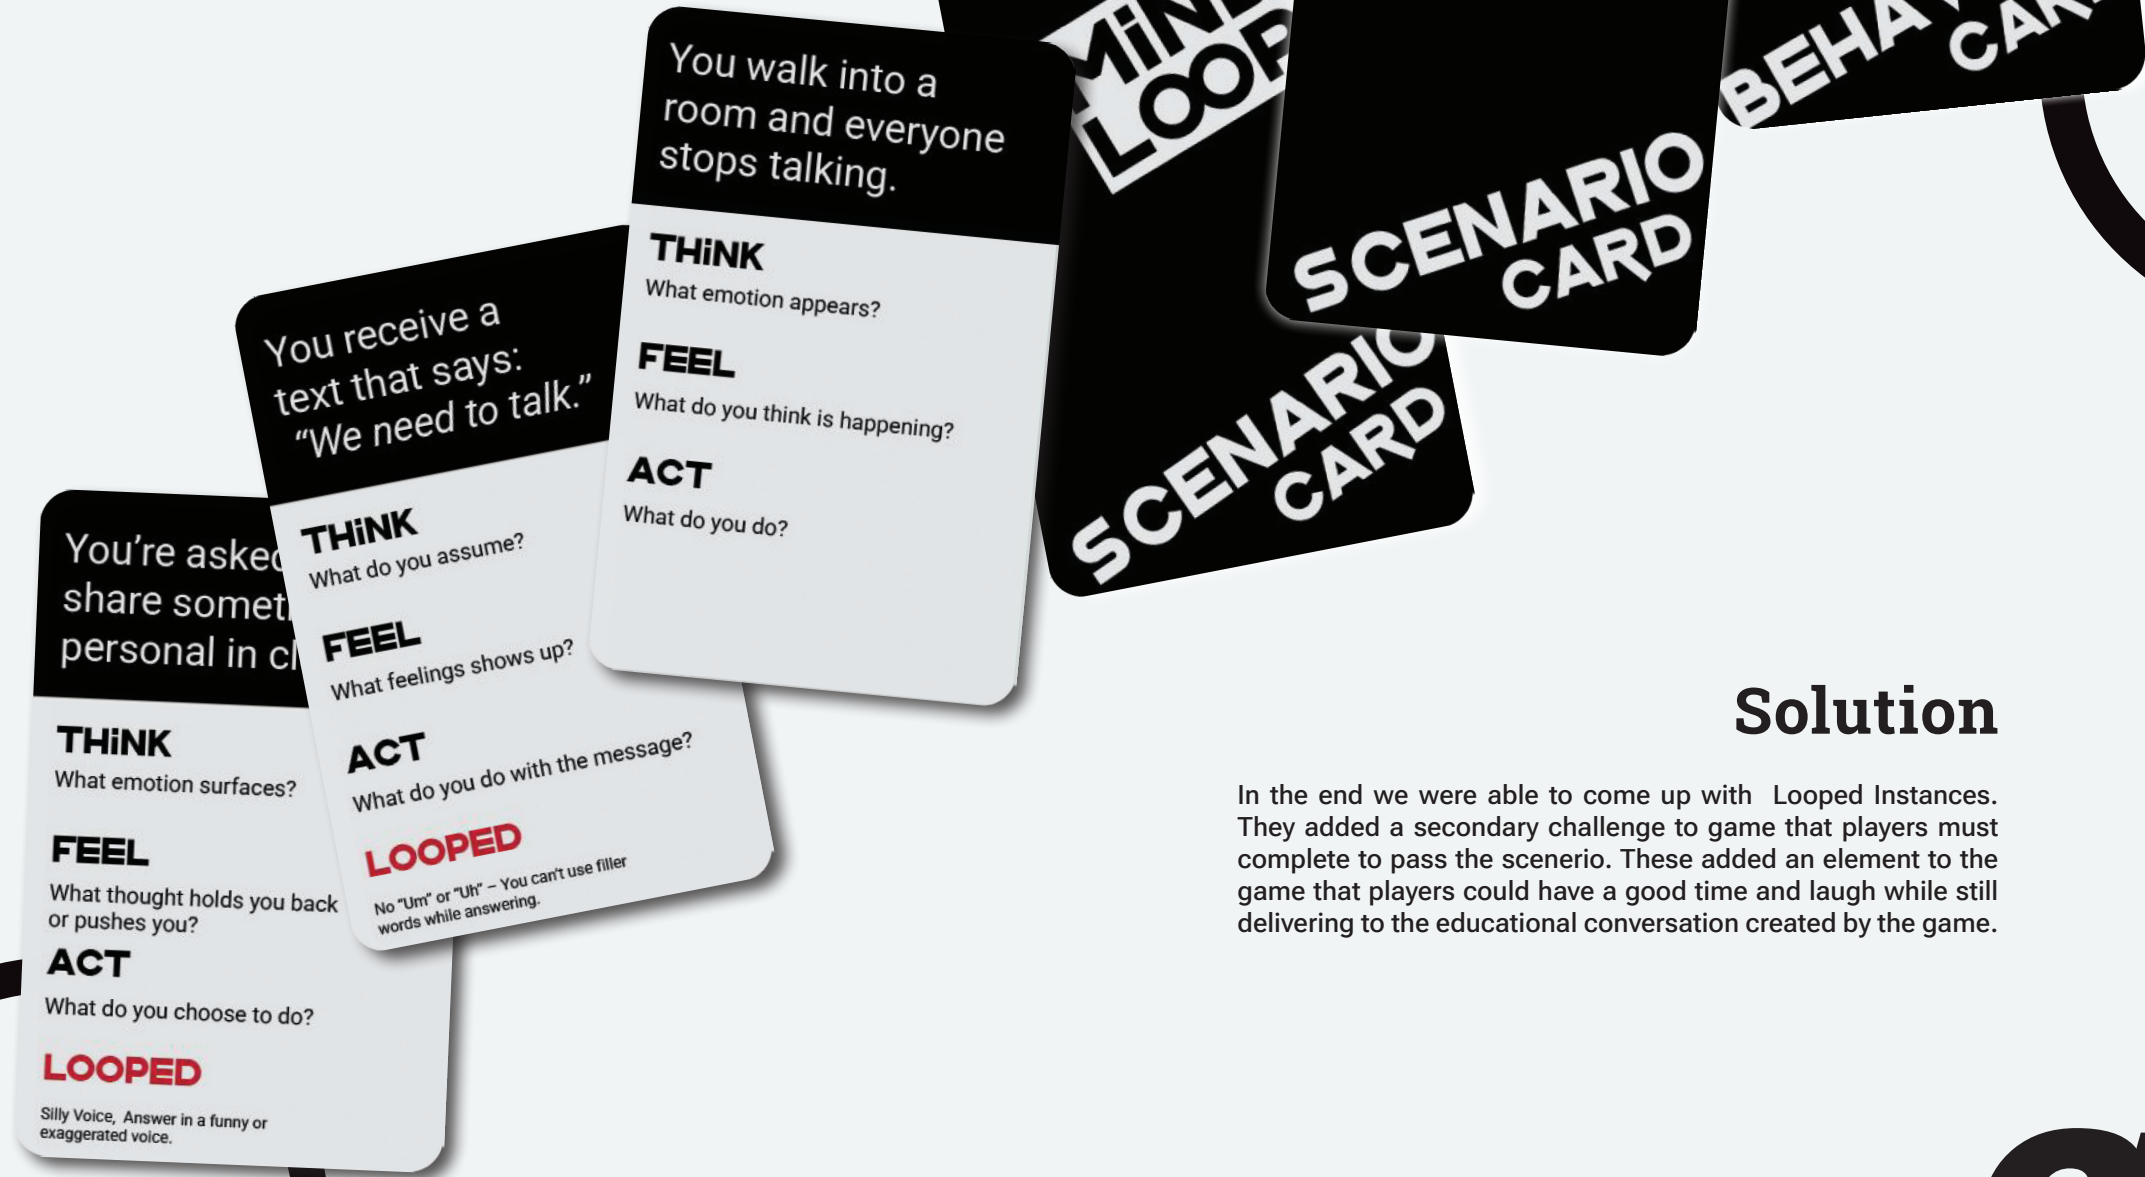 You walk into a
room and everyone
stops talking.
THiNK
What emotion appears?
FEEL
What do you think is happening?
ACT
What do you do?
You receive a
text that says:
“We need to talk.”
THiNK
What do you assume?
FEEL
What feelings shows up?
ACT
What do you do with the message?
LOOPED
No “Um” or “Uh” – You can’t use filler
words while answering.
You’re asked
share
personal in
THiNK
What emotion surfaces?
FEEL
What thought holds you back
or pushes you?
ACT
What do you choose to do?
LOOPED
Silly Voice, Answer in a funny or
exaggerated voice.
SCENARIO
CARD
SCENARIO
CARD
Solution
In the end we were able to come up with Looped Instances.
They added a secondary challenge to game that players must
complete to pass the scenerio. These added an element to the
game that players could have a good time and laugh while still
delivering to the educational conversation created by the game.